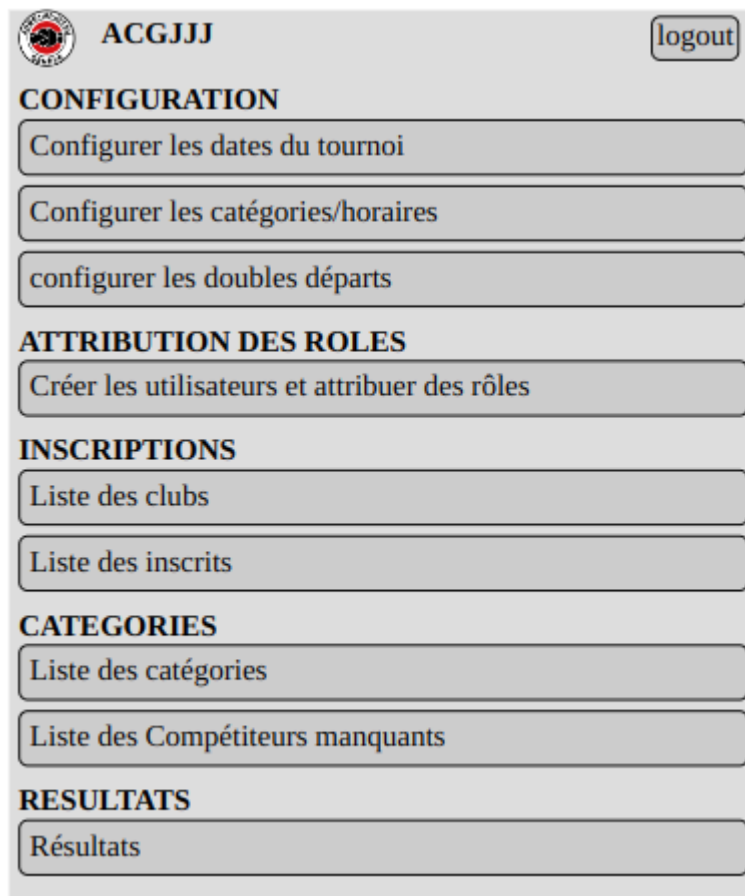 ACGJJJ
logout
CONFIGURATION
Configurer les dates du tournoi
Configurer les catégories/horaires
configurer les doubles départs
ATTRIBUTION DES ROLES
Créer les utilisateurs et attribuer des rôles
INSCRIPTIONS
Liste des clubs
Liste des inscrits
CATEGORIES
Liste des catégories
Liste des Compétiteurs manquants
RESULTATS
Résultats